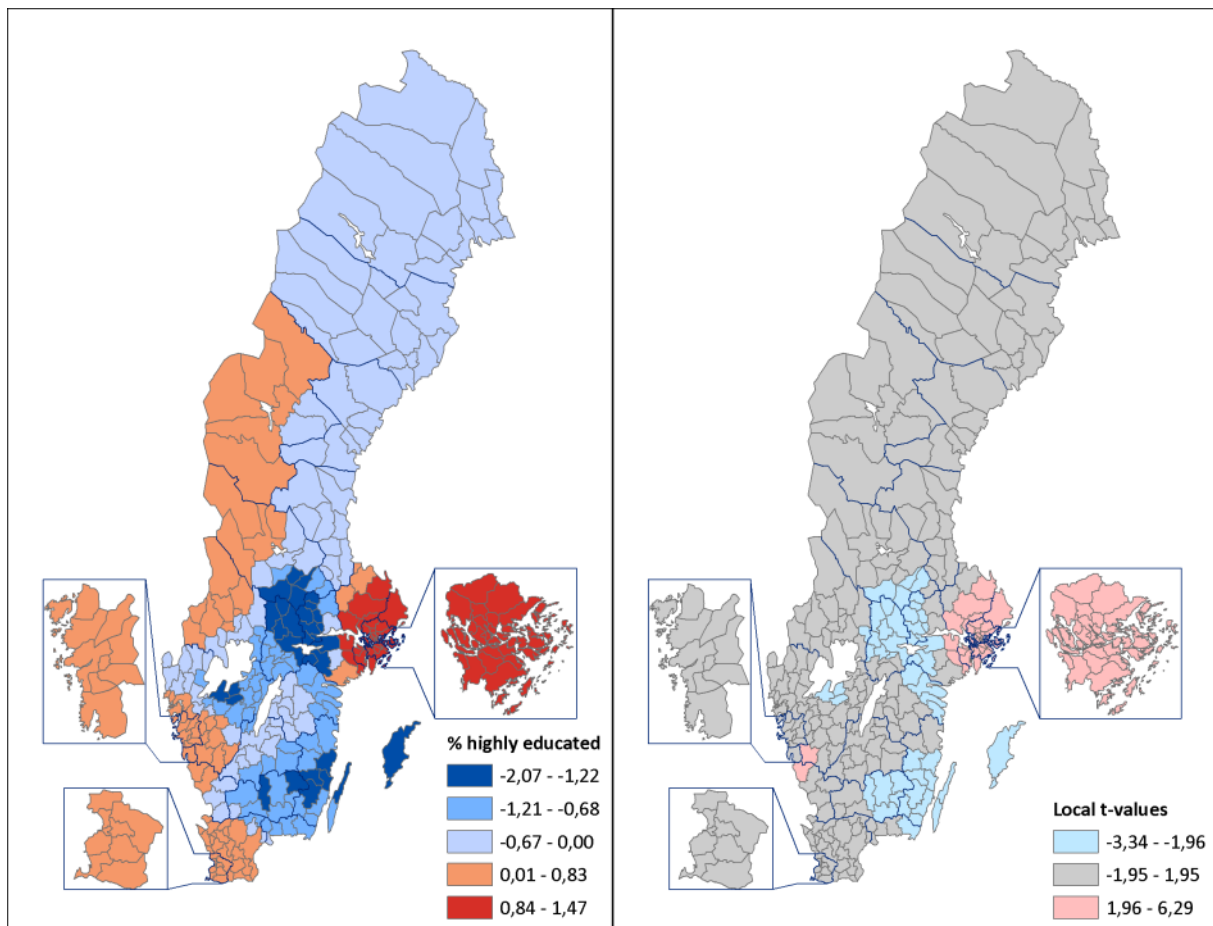 % highly educated
-2,07 - -1,22
-1,21 - -0,68
-0,67 - 0,00
0,01 - 0,83
0,84 - 1,47
Local t-values
-3,34 - -1,96
-1,95 - 1,95
1,96 - 6,29